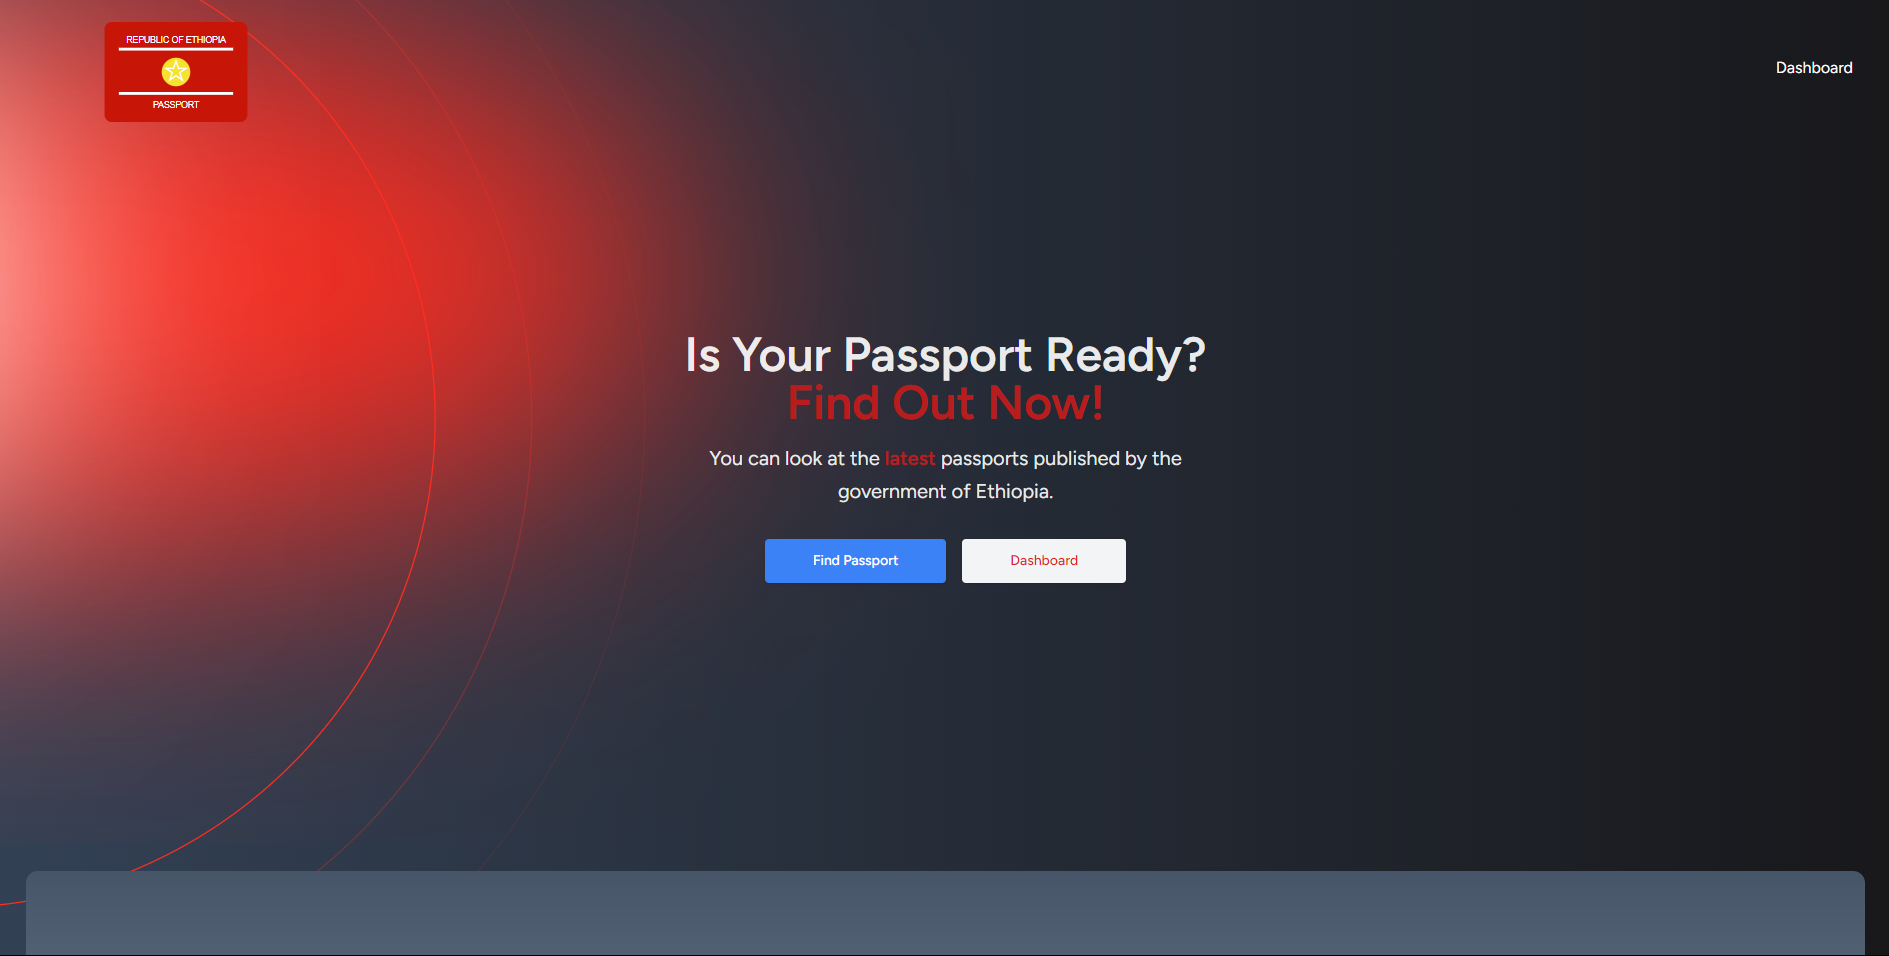 REPUBLIC OF ETHIOPIA
PASSPORT
Dashboard
Is Your Passport Ready?
Find Out Now!
You can look at the latest passports published by the
government of Ethiopia.
Find Passport
Dashboard